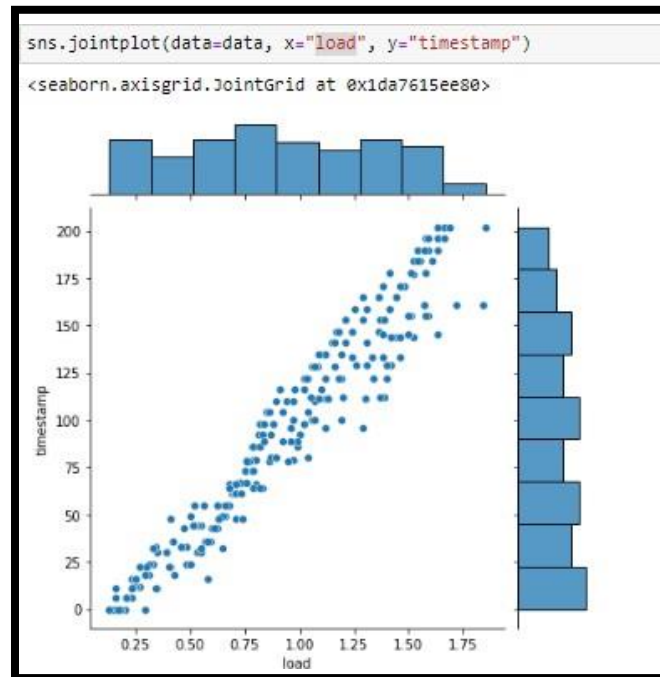 sns.jointplot(data=data, x="load", y="timestamp")
<seaborn.axisgrid.JointGrid at 0x1da7615ee80>
200
175
150
125
100
75
50
25
0
timestamp
0.25 0.50 0.75 1.00 1.25 1.50 1.75
load